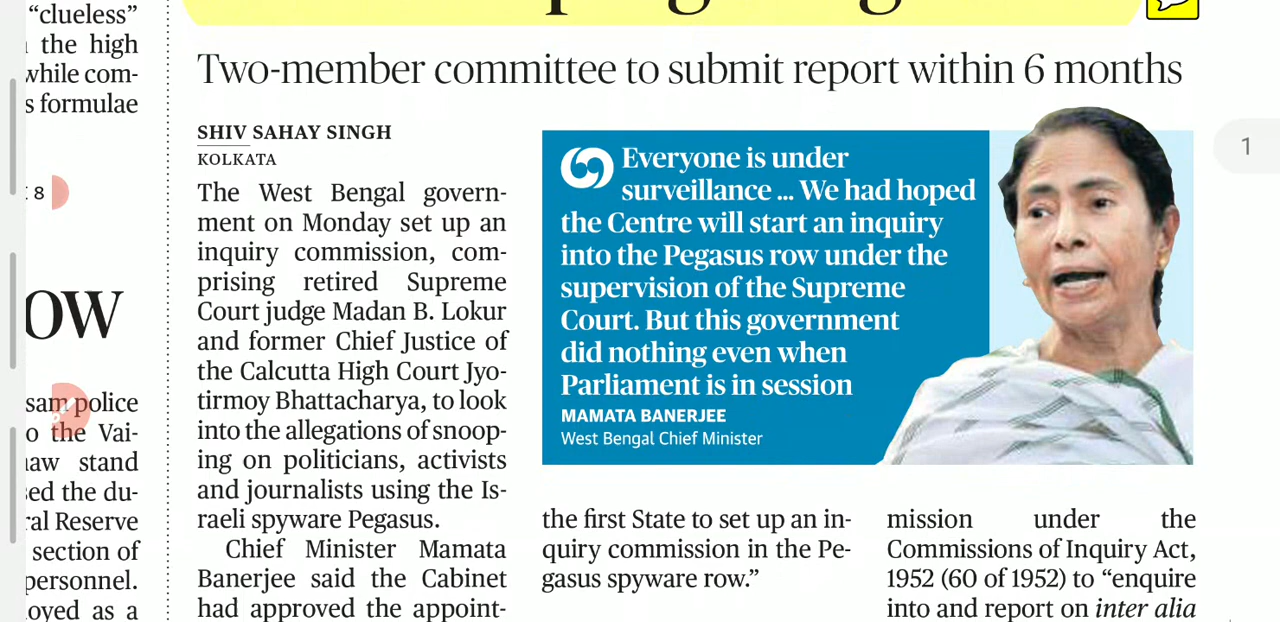 “clueless”
the high
while com-
s formulae
8
OW
sam police
o the Vai-
naw stand
sed the du-
ral Reserve
section of
personnel.
loyed as a
Two-member committee to submit report within 6 months
SHIV SAHAY SINGH
KOLKATA
The West Bengal govern-
ment on Monday set up an
inquiry commission, com-
prising retired Supreme
Court judge Madan B. Lokur
and former Chief Justice of
the Calcutta High Court Jyo-
tirmoy Bhattacharya, to look
into the allegations of snoop-
ing on politicians, activists
and journalists using the Is-
raeli spyware Pegasus.
Chief Minister Mamata
Banerjee said the Cabinet
had approved the appoint-
Everyone is under
surveillance ... We had hoped
the Centre will start an inquiry
into the Pegasus row under the
supervision of the Supreme
Court. But this government
did nothing even when
Parliament is in session
MAMATA BANERJEE
West Bengal Chief Minister
the first State to set up an in-
quiry commission in the Pe-
gasus spyware row.”
mission under the
Commissions of Inquiry Act,
1952 (60 of 1952) to “enquire
into and report on inter alia
1